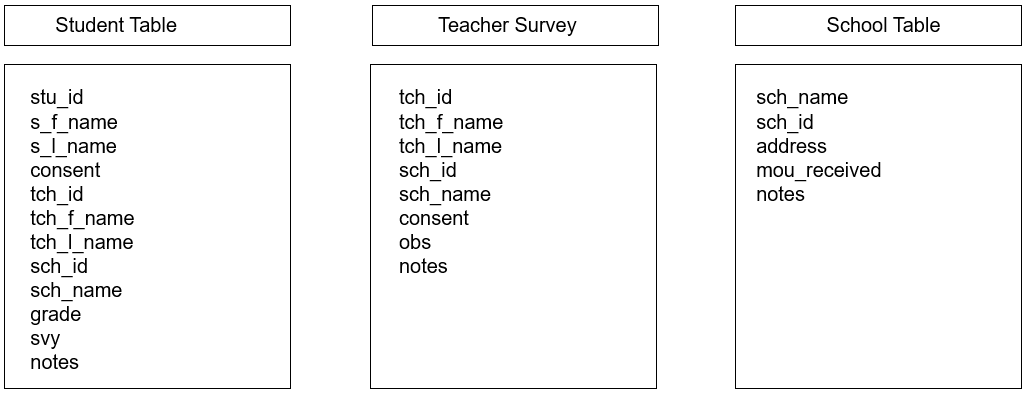 Student Table
stu_id
s_f_name
s_l_name
consent
tch_id
tch_f_name
tch_l_name
sch_id
sch_name
grade
svy
notes
Teacher Survey
tch_id
tch_f_name
tch_l_name
sch_id
sch_name
consent
obs
notes
School Table
sch_name
sch_id
address
mou_received
notes